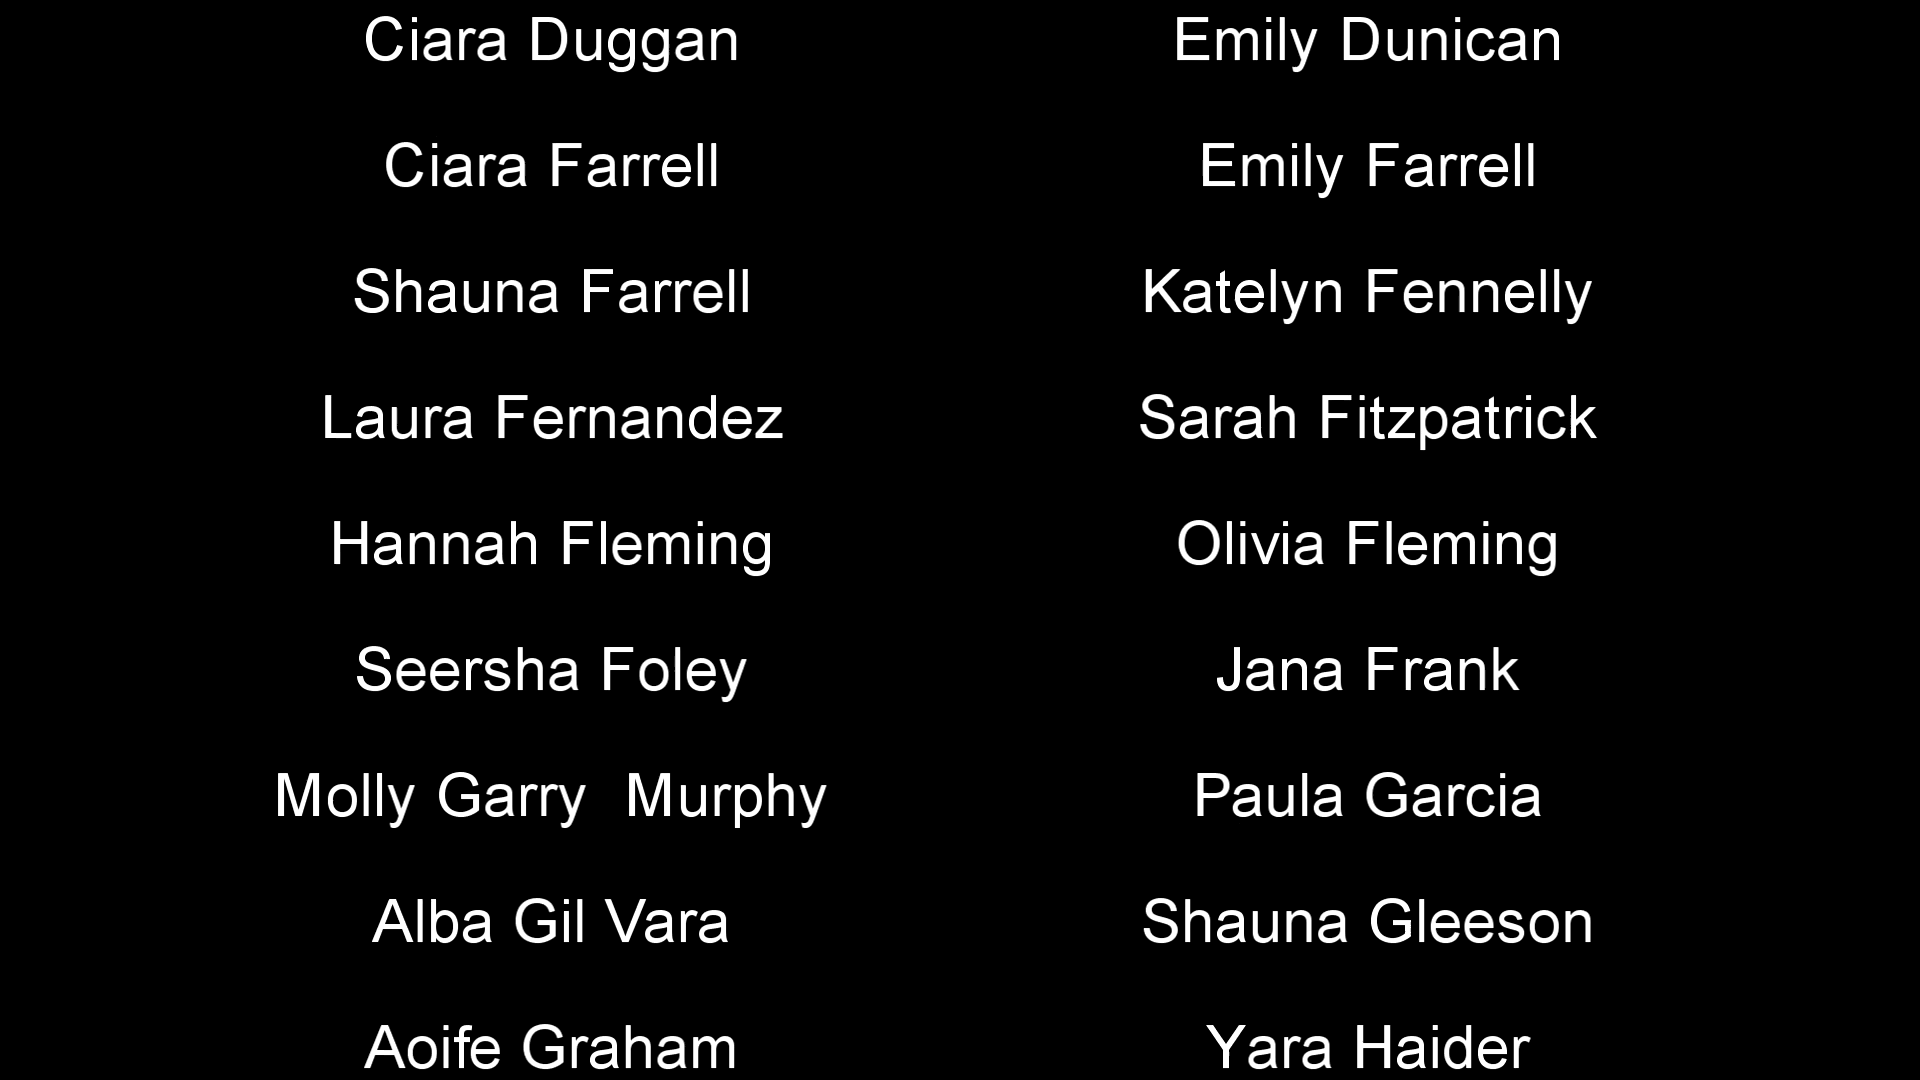 Ciara Duggan Emily Dunican
Ciara Farrell Emily Farrell
Shauna Farrell Katelyn Fennelly
Laura Fernandez Sarah Fitzpatrick
Hannah Fleming Olivia Fleming
Seersha Foley Jana Frank
Molly Garry  Murphy Paula Garcia
Alba Gil Vara Shauna Gleeson
Aoife Graham Yara Haider